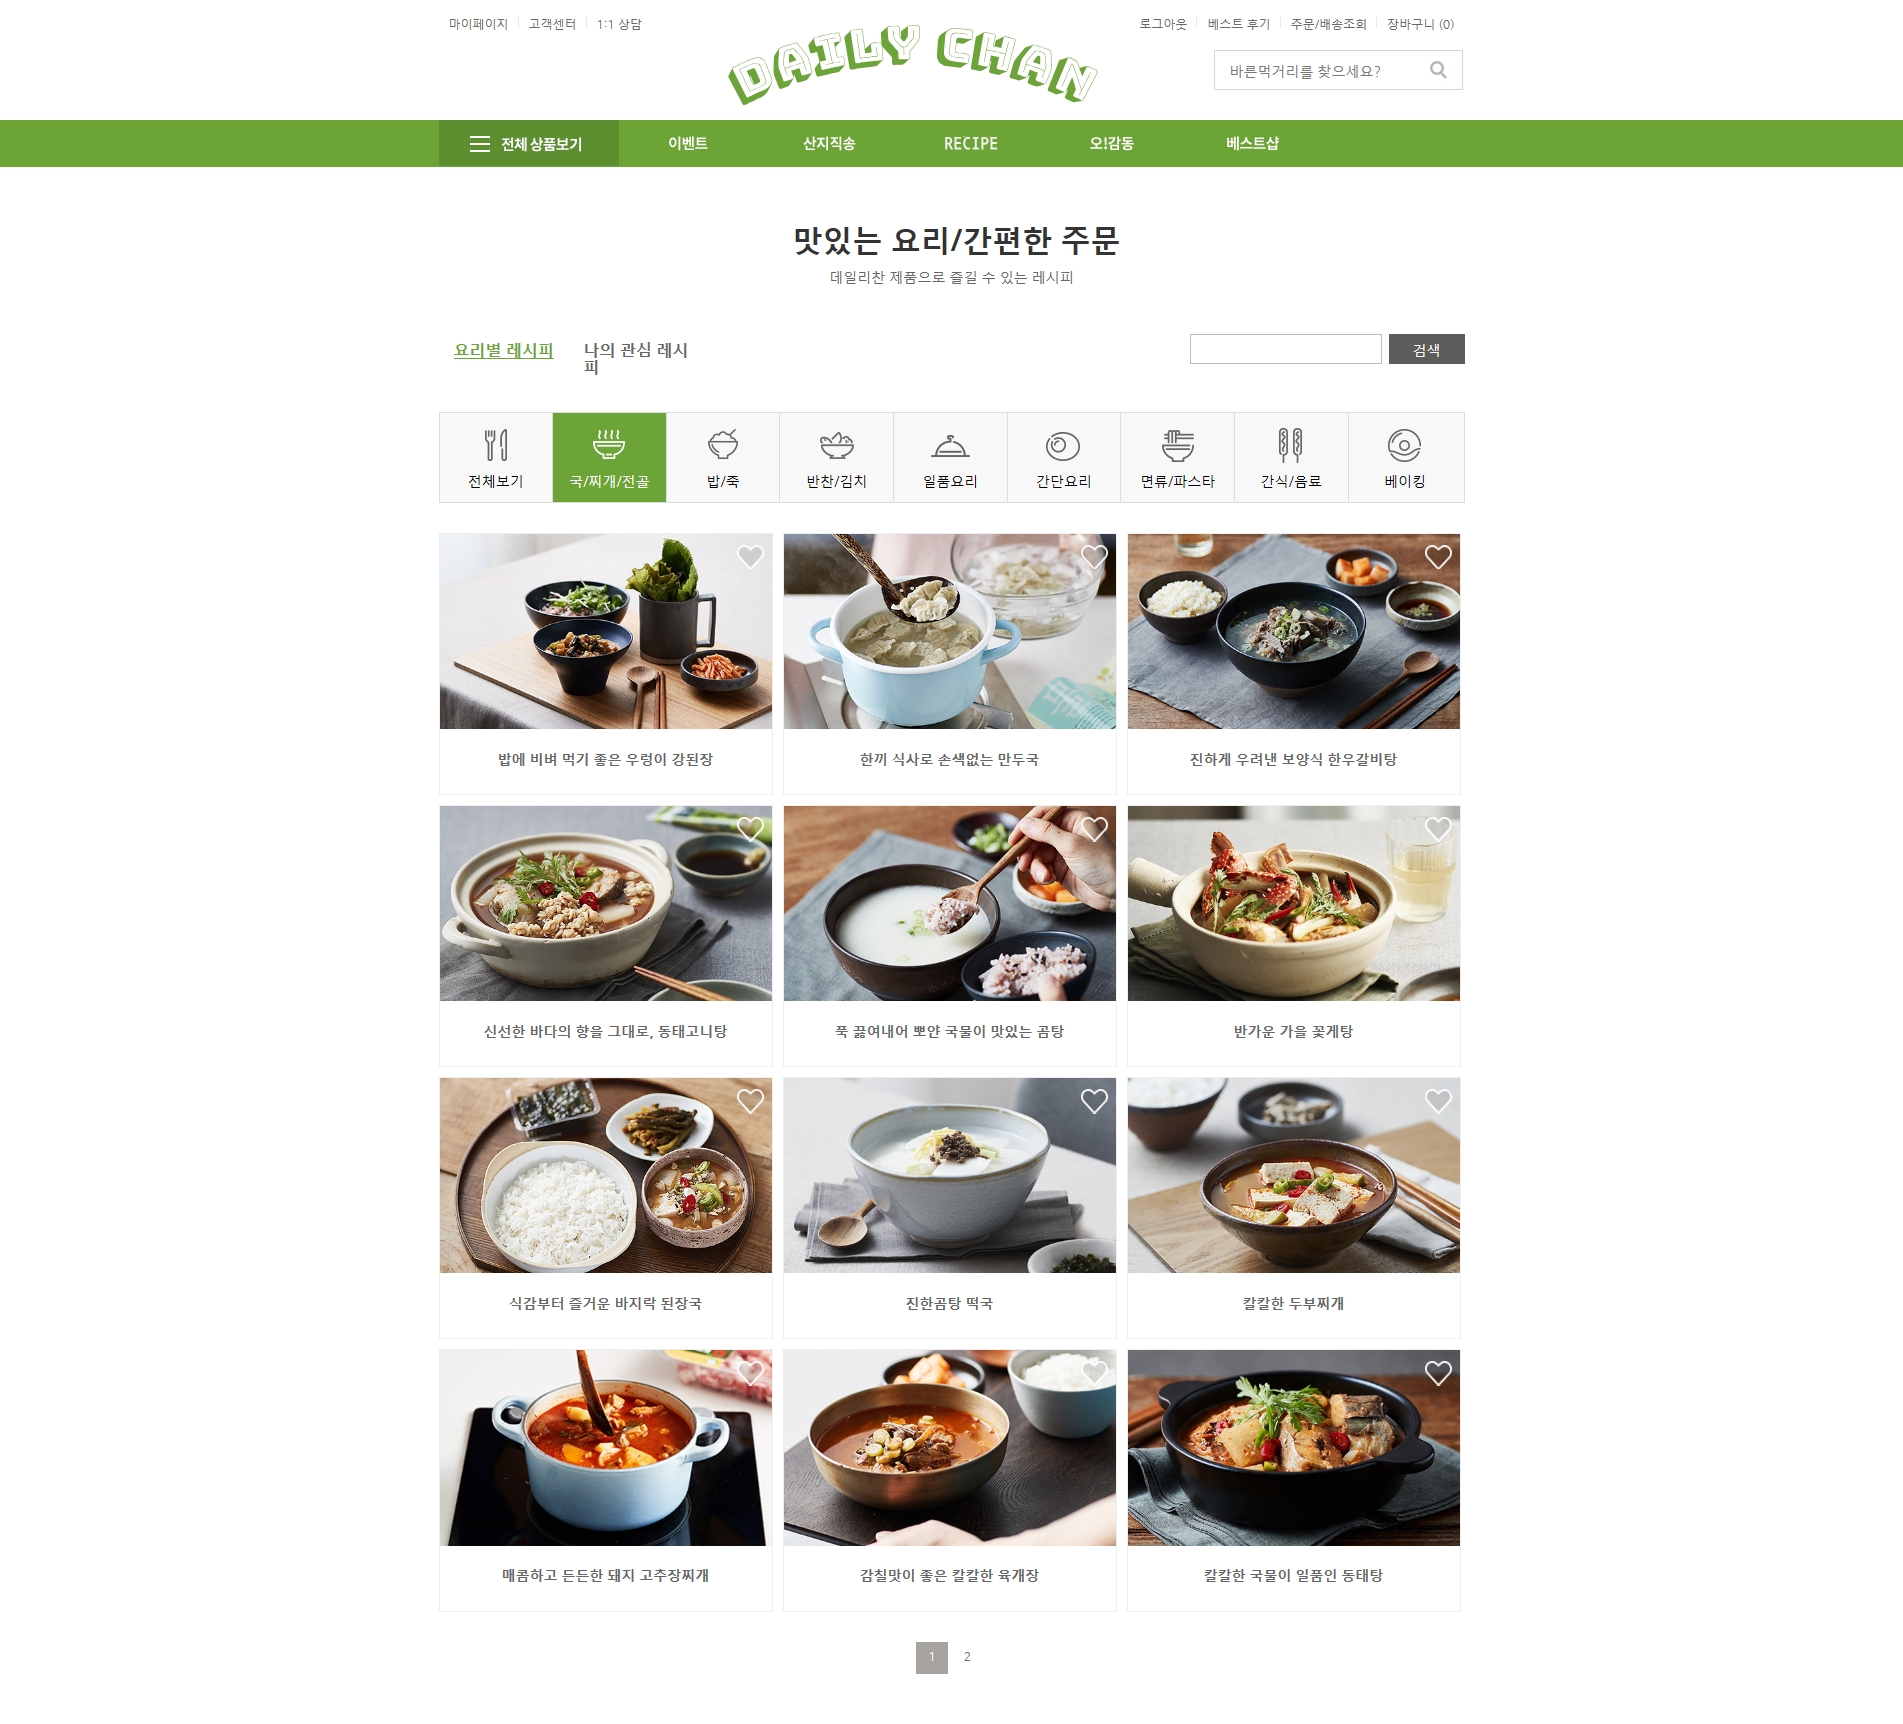 마이페이지
고객센터
1:1 상담
로그아웃
베스트 후기
주문/배송조회
장바구니 (0)
DAILY CHAN
바른먹거리를 찾으세요?
전체 상품보기
이벤트
산지직송
RECIPE
오!감동
베스트샵
맛있는 요리/간편한 주문
데일리찬 제품으로 즐길 수 있는 레시피
요리별 레시피
나의 관심 레시
피
검색
전체보기
국/찌개/전골
밥/죽
반찬/김치
일품요리
간단요리
면류/파스타
간식/음료
베이킹
밥에 비벼 먹기 좋은 우렁이 강된장
한끼 식사로 손색없는 만두국
진하게 우려낸 보양식 한우갈비탕
신선한 바다의 향을 그대로, 동태고니탕
푹 끓여내어 뽀얀 국물이 맛있는 곰탕
반가운 가을 꽃게탕
식감부터 즐거운 바지락 된장국
진한곰탕 떡국
칼칼한 두부찌개
매콤하고 든든한 돼지 고추장찌개
감칠맛이 좋은 칼칼한 육개장
칼칼한 국물이 일품인 동태탕
1
2